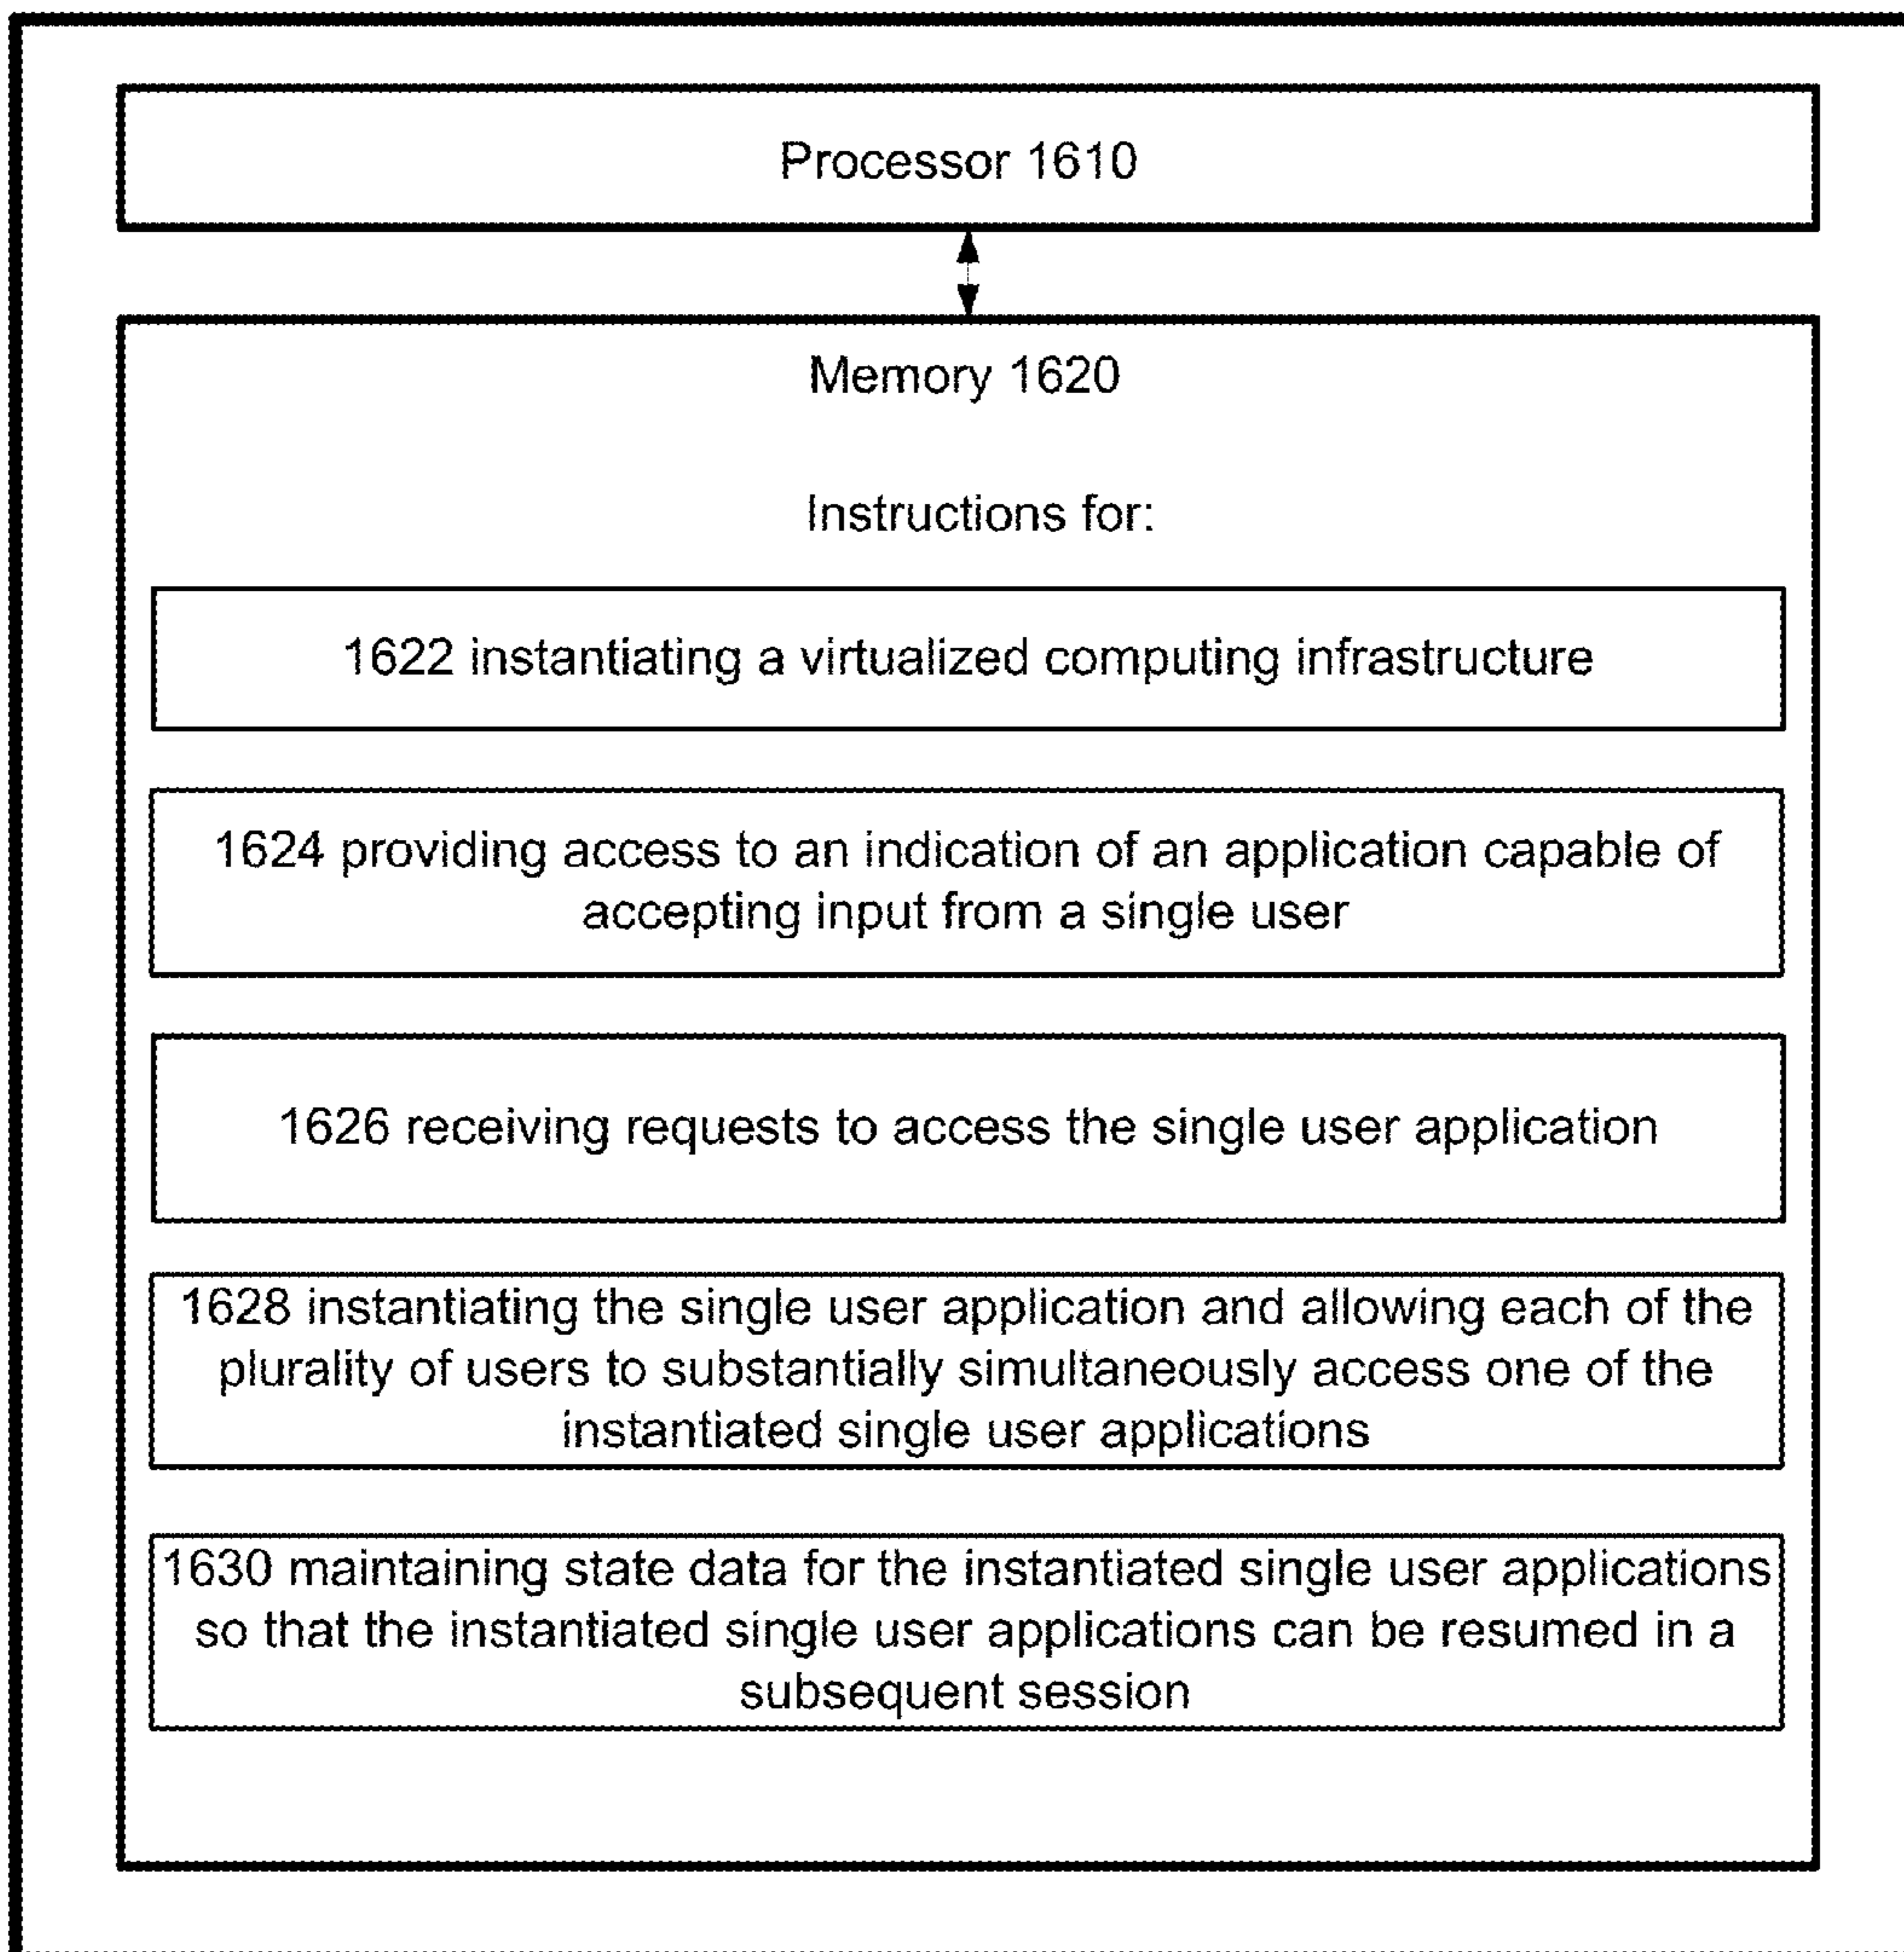 Processor 1610
Memory 1620
Instructions for:
1622 instantiating a virtualized computing infrastructure
1624 providing access to an indication of an application capable of
accepting input from a single user
1626 receiving requests to access the single user application
1628 instantiating the single user application and allowing each of the
plurality of users to substantially simultaneously access one of the
instantiated single user applications
1630 maintaining state data for the instantiated single user applications
so that the instantiated single user applications can be resumed in a
subsequent session